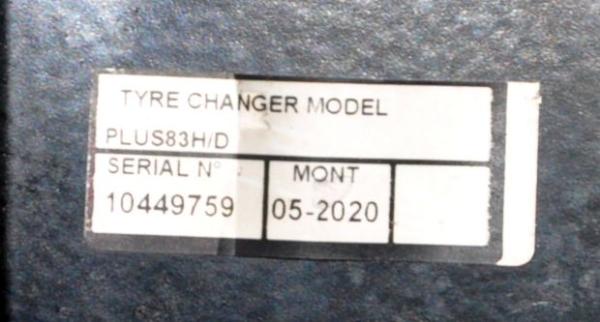 TYRE CHANGER MODEL
PLUS83H/D
SERIAL N° MONT
10449759 05-2020